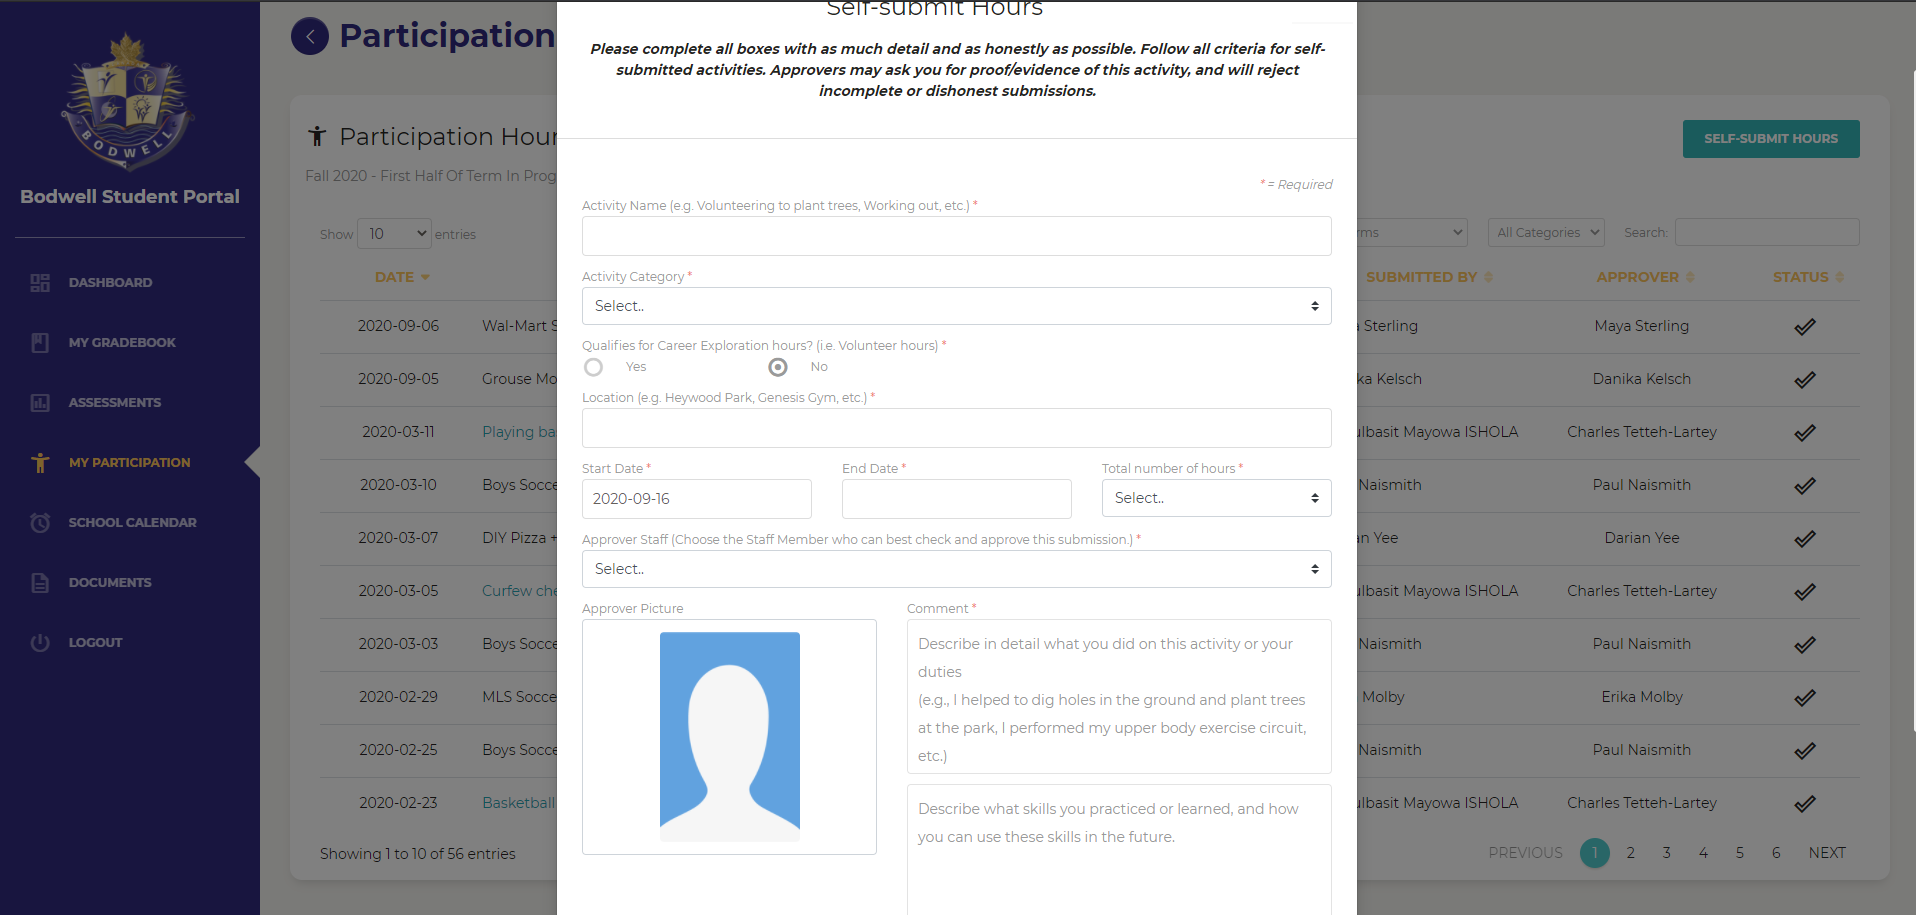 BODWELL
Bodwell Student Portal
DASHBOARD
MY GRADEBOOK
ASSESSMENTS
MY PARTICIPATION
SCHOOL CALENDAR
DOCUMENTS
LOGOUT
Participation
Participation Hour
SELF-SUBMIT HOURS
Fall 2020 - First Half Of Term In Prog
Show 10 entries
All Categories Search:
DATE SUBMITTED BY APPROVER STATUS
2020-09-06 Wal-Mart S Sterling Maya Sterling
2020-09-05 Grouse Mo ka Kelsch Danika Kelsch
2020-03-11 Playing ba ulbasit Mayowa ISHOLA Charles Tetteh-Lartey
2020-03-10 Boys Socce Naismith Paul Naismith
2020-03-07 DIY Pizza + an Yee Darian Yee
2020-03-05 Curfew che ulbasit Mayowa ISHOLA Charles Tetteh-Lartey
2020-03-03 Boys Socce Naismith Paul Naismith
2020-02-29 MLS Socce Molby Erika Molby
2020-02-25 Boys Socce Naismith Paul Naismith
2020-02-23 Basketball ulbasit Mayowa ISHOLA Charles Tetteh-Lartey
Showing 1 to 10 of 56 entries
PREVIOUS 1 2 3 4 5 6 NEXT
Self-submit Hours
Please complete all boxes with as much detail and as honestly as possible. Follow all criteria for self-
submitted activities. Approvers may ask you for proof/evidence of this activity, and will reject
incomplete or dishonest submissions.
* = Required
Activity Name (e.g. Volunteering to plant trees, Working out, etc.) *
Activity Category *
Select..
Qualifies for Career Exploration hours? (i.e. Volunteer hours) *
Yes No
Location (e.g. Heywood Park, Genesis Gym, etc.) *
Start Date * End Date * Total number of hours *
2020-09-16 Select..
Approver Staff (Choose the Staff Member who can best check and approve this submission.) *
Select..
Approver Picture Comment *
Describe in detail what you did on this activity or your
duties
(e.g., I helped to dig holes in the ground and plant trees
at the park, I performed my upper body exercise circuit,
etc.)
Describe what skills you practiced or learned, and how
you can use these skills in the future.